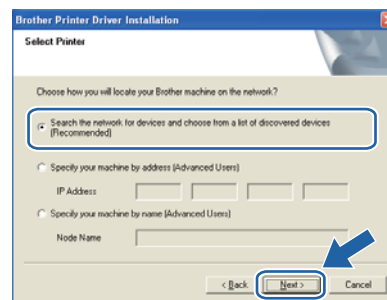 Brother Printer Driver Installation
Select Printer
Choose how you will locate your Brother machine on the network?
Search the network for devices and choose from a list of discovered devices
(Recommended)
Specify your machine by address (Advanced Users)
IP Address
Specify your machine by name (Advanced Users)
Node Name
< Back
Next >
Cancel